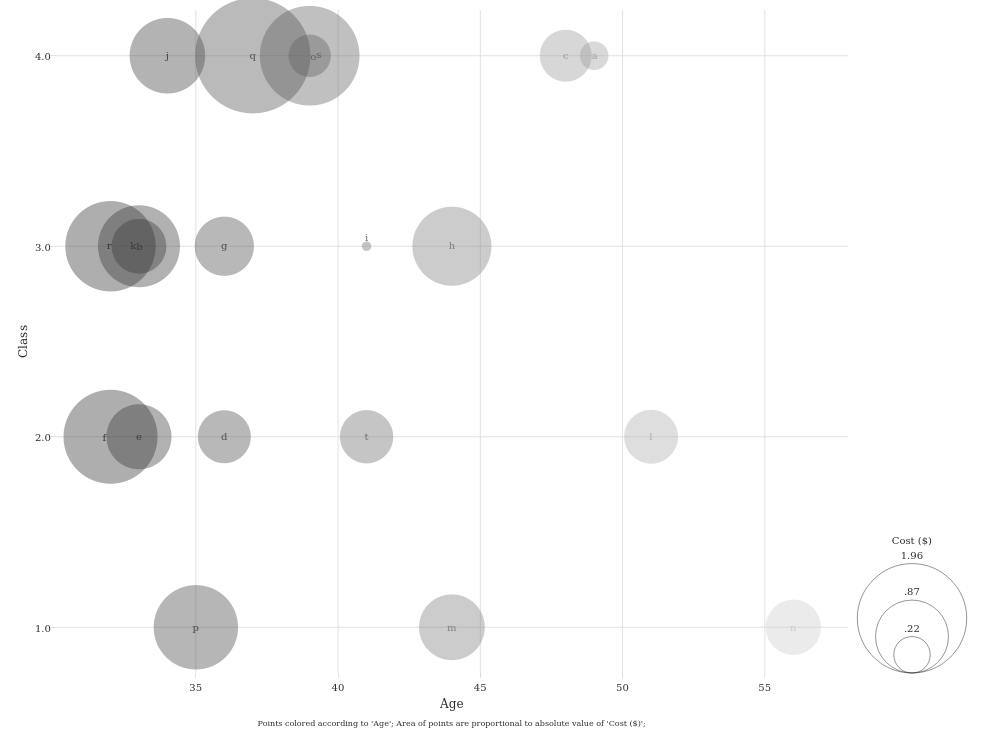 4.0
j
q
o
s
c
a
3.0
r
k
b
g
i
h
Class
2.0
f
e
d
t
l
Cost ($)
1.96
.87
.22
1.0
p
m
n
35 40 45 50 55
Age
Points colored according to 'Age'; Area of points are proportional to absolute value of 'Cost ($)';